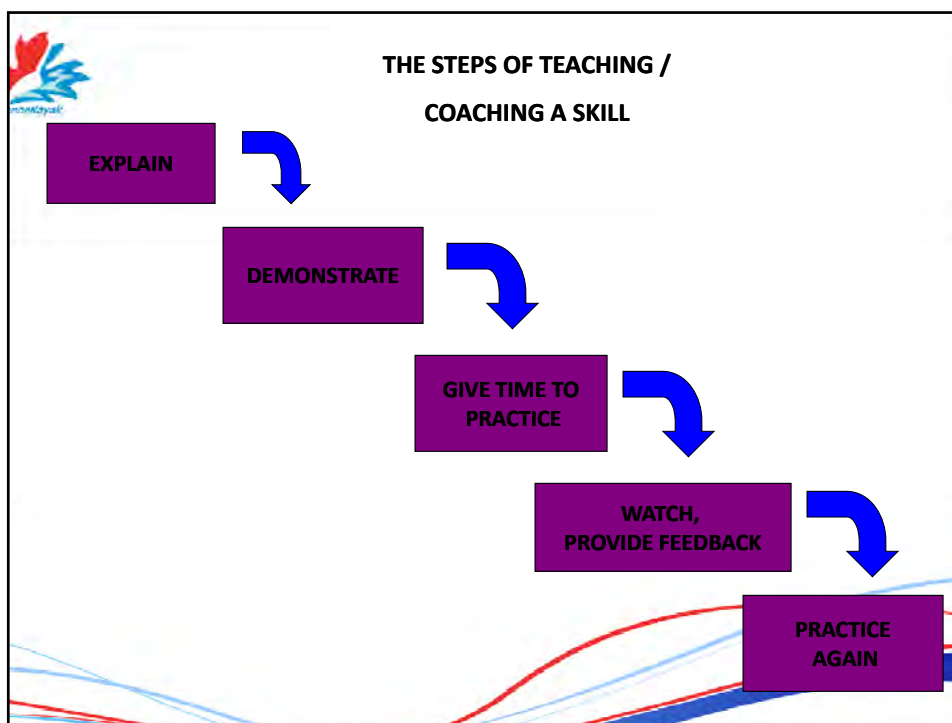 THE STEPS OF TEACHING /
COACHING A SKILL
EXPLAIN
DEMONSTRATE
GIVE TIME TO
PRACTICE
WATCH,
PROVIDE FEEDBACK
PRACTICE
AGAIN